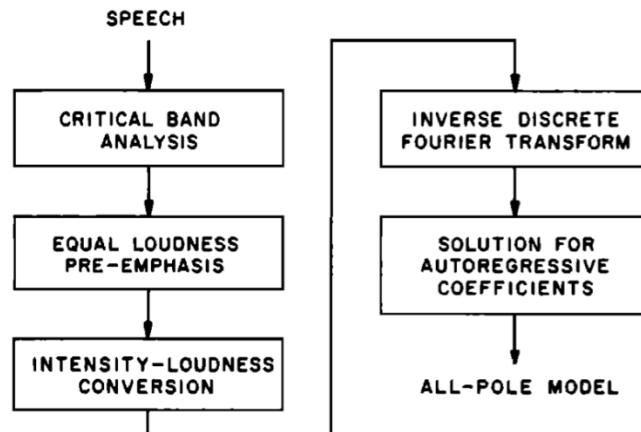 SPEECH
CRITICAL BAND
ANALYSIS
EQUAL LOUDNESS
PRE-EMPHASIS
INTENSITY-LOUDNESS
CONVERSION
INVERSE DISCRETE
FOURIER TRANSFORM
SOLUTION FOR
AUTOREGRESSIVE
COEFFICIENTS
ALL-POLE MODEL